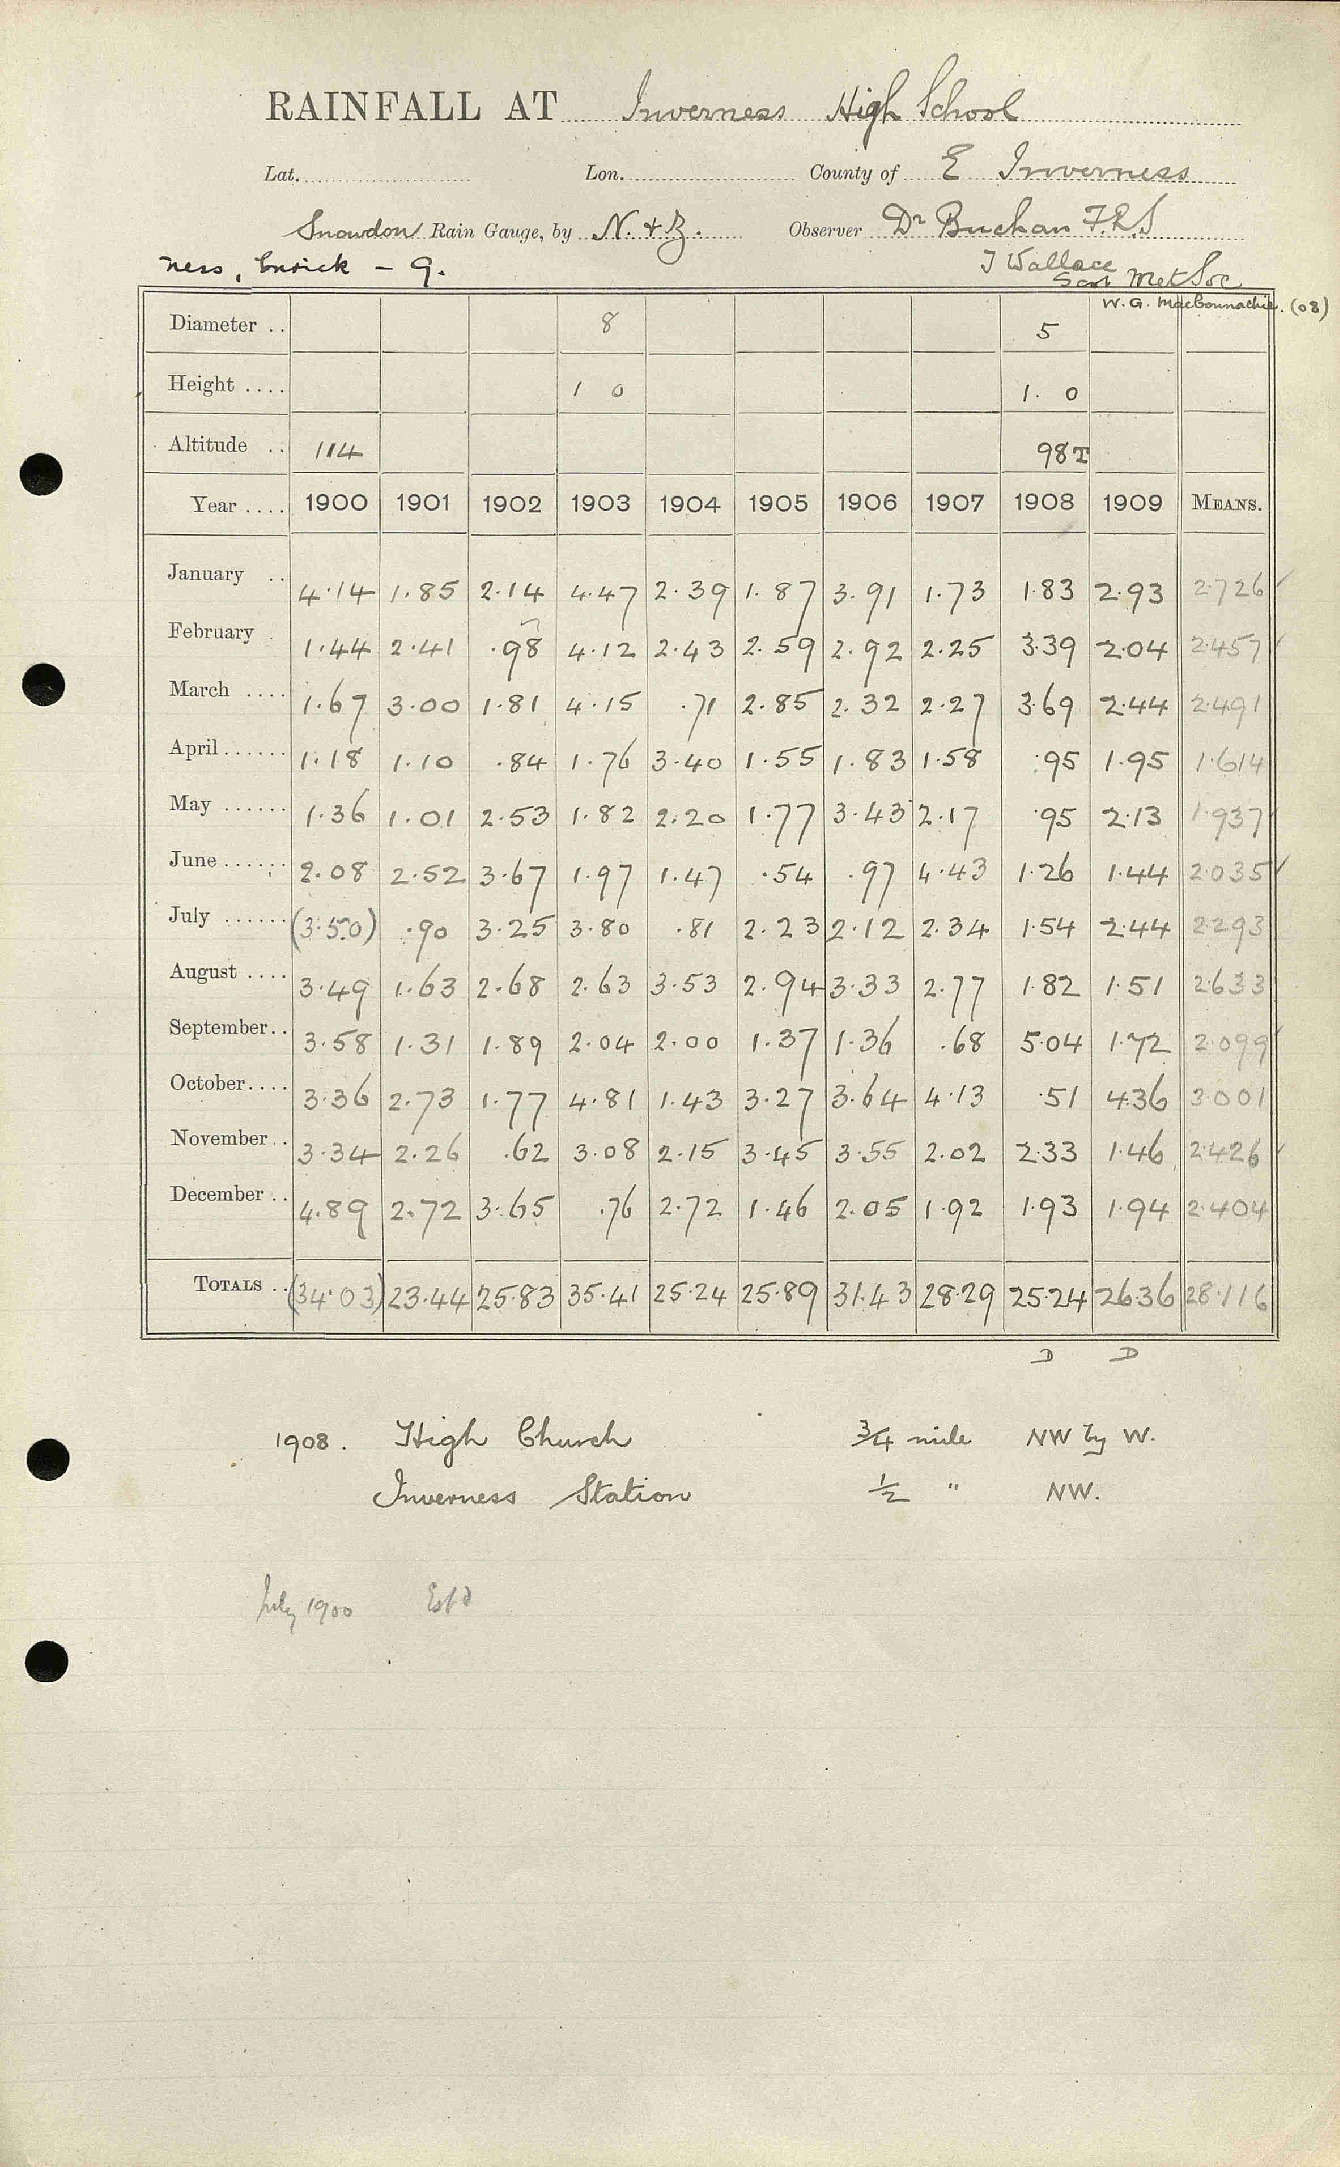 RAINFALL AT Inverness High School
Lat. Lon. County of E Inverness
Snowdon Rain Gauge, by N. & Z. Observer Dr Buchan F.R.S
Ness, Enrick - 9. J Wallace
Scot Met Soc
W. G. MacConnachie. (08)
Diameter .. 8 5
Height .... 1 0 1. 0
Altitude .. 114 98T
Year .... 1900 1901 1902 1903 1904 1905 1906 1907 1908 1909 MEANS.
January .. 4.14 1.85 2.14 4.47 2.39 1.87 3.91 1.73 1.83 2.93 2.726
February . 1.44 2.41 .98 4.12 2.43 2.59 2.92 2.25 3.39 2.04 2.457
March .... 1.67 3.00 1.81 4.15 .71 2.85 2.32 2.27 3.69 2.44 2.491
April ...... 1.18 1.10 .84 1.76 3.40 1.55 1.83 1.58 .95 1.95 1.614
May ...... 1.36 1.01 2.53 1.82 2.20 1.77 3.43 2.17 .95 2.13 1.937
June ...... 2.08 2.52 3.67 1.97 1.47 .54 .97 4.43 1.26 1.44 2.035
July ...... (3.50) .90 3.25 3.80 .81 2.23 2.12 2.34 1.54 2.44 2.293
August .... 3.49 1.63 2.68 2.63 3.53 2.94 3.33 2.77 1.82 1.51 2.633
September .. 3.58 1.31 1.89 2.04 2.00 1.37 1.36 .68 5.04 1.72 2.099
October .... 3.36 2.73 1.77 4.81 1.43 3.27 3.64 4.13 .51 4.36 3.001
November .. 3.34 2.26 .62 3.08 2.15 3.45 3.55 2.02 2.33 1.46 2.426
December .. 4.89 2.72 3.65 .76 2.72 1.46 2.05 1.92 1.93 1.94 2.404
TOTALS .. (34.03) 23.44 25.83 35.41 25.24 25.89 31.43 28.29 25.24 26.36 28.116
D D
1908. High Church 3/4 mile NW by W.
Inverness Station 1/2 " NW.
July 1900 Estd